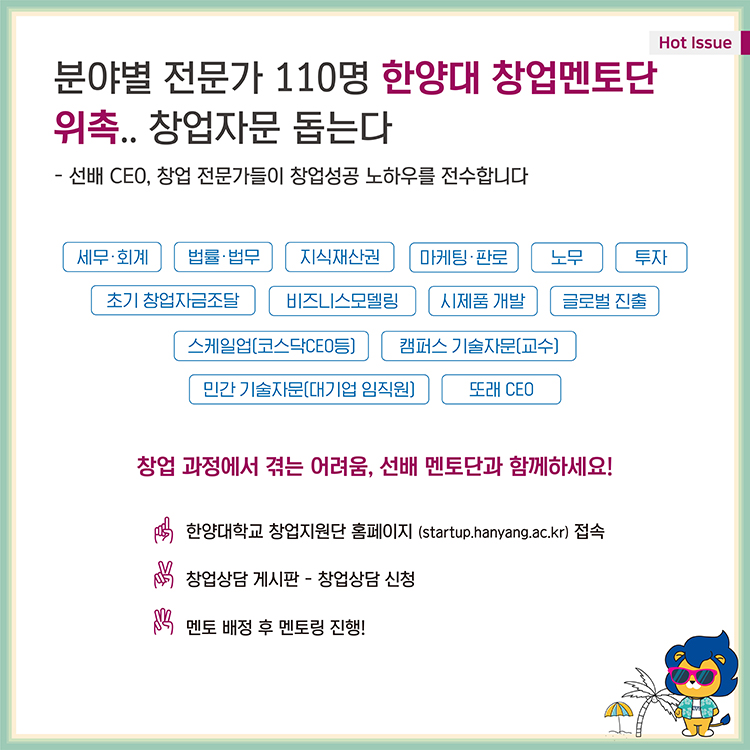 Hot Issue
분야별 전문가 110명 한양대 창업멘토단
위촉.. 창업자문 돕는다
- 선배 CEO, 창업 전문가들이 창업성공 노하우를 전수합니다
세무·회계 법률·법무 지식재산권 마케팅·판로 노무 투자
초기 창업자금조달 비즈니스모델링 시제품 개발 글로벌 진출
스케일업(코스닥CEO등) 캠퍼스 기술자문(교수)
민간 기술자문(대기업 임직원) 또래 CEO
창업 과정에서 겪는 어려움, 선배 멘토단과 함께하세요!
한양대학교 창업지원단 홈페이지 (startup.hanyang.ac.kr) 접속
창업상담 게시판 - 창업상담 신청
멘토 배정 후 멘토링 진행!